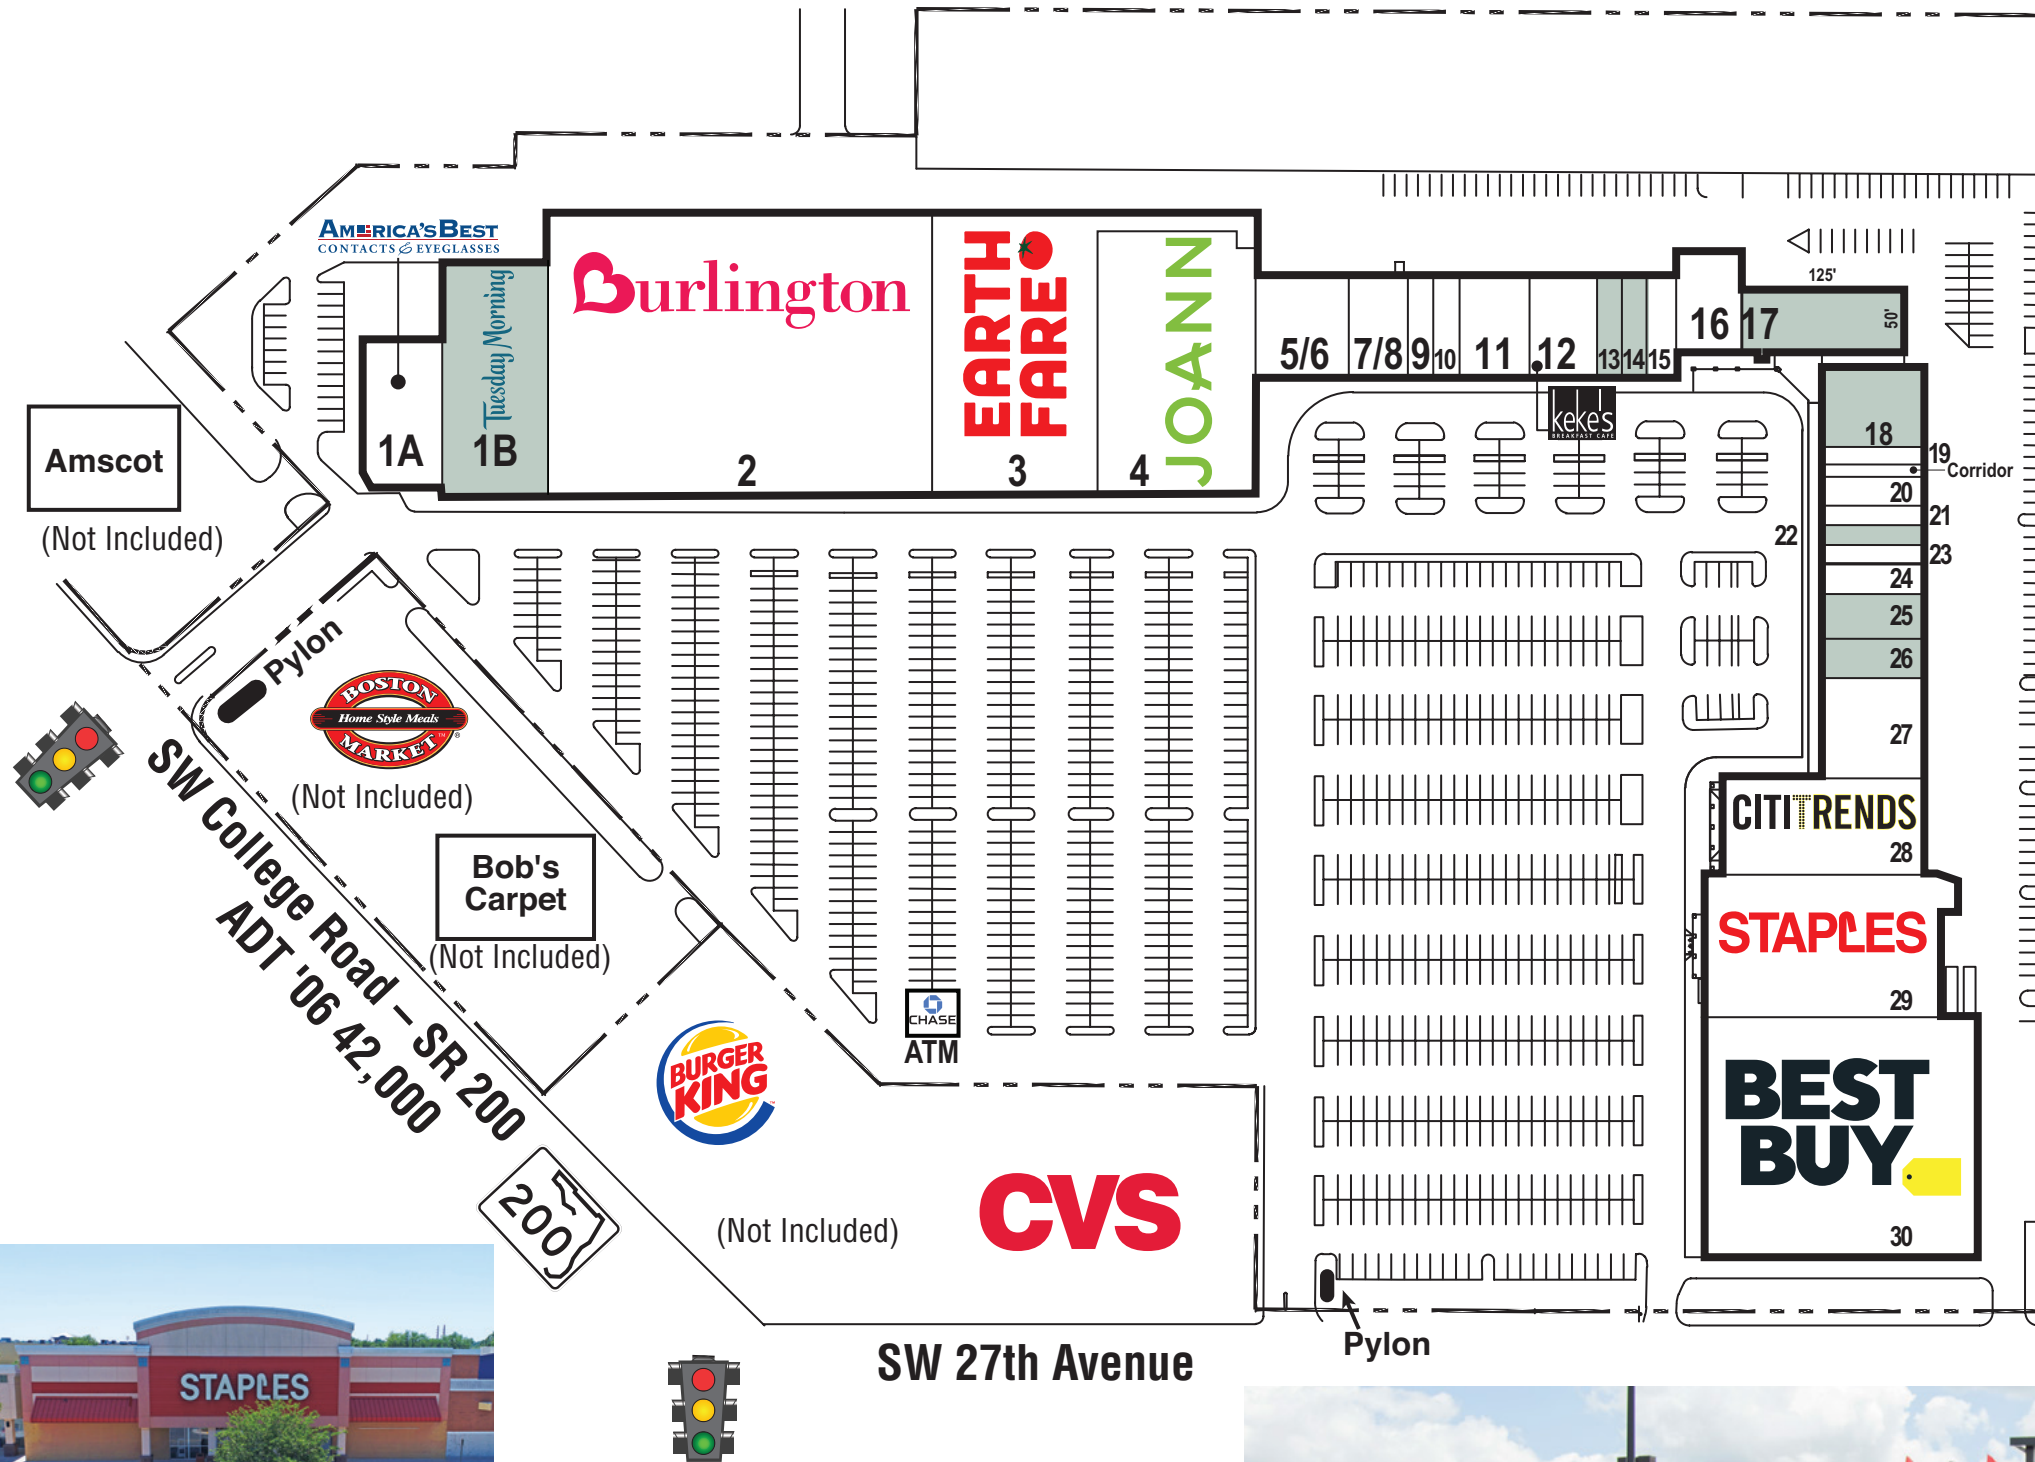 AMERICA'S BEST
CONTACTS & EYEGLASSES
Tuesday Morning
Burlington
EARTH
FARE
JOANN
1A
1B
2
3
4
5/6
7/8
9
10
11
12
13
14
15
16
17
125'
50'
keke's
BREAKFAST CAFE
18
19
Corridor
20
21
22
23
24
25
26
27
CITITRENDS
28
STAPLES
29
BEST
BUY
30
Amscot
(Not Included)
Pylon
BOSTON
Home Style Meals
MARKET
(Not Included)
Bob's
Carpet
(Not Included)
SW College Road – SR 200
ADT '06 42,000
200
CHASE
ATM
BURGER
KING
(Not Included)
CVS
Pylon
SW 27th Avenue
STAPLES